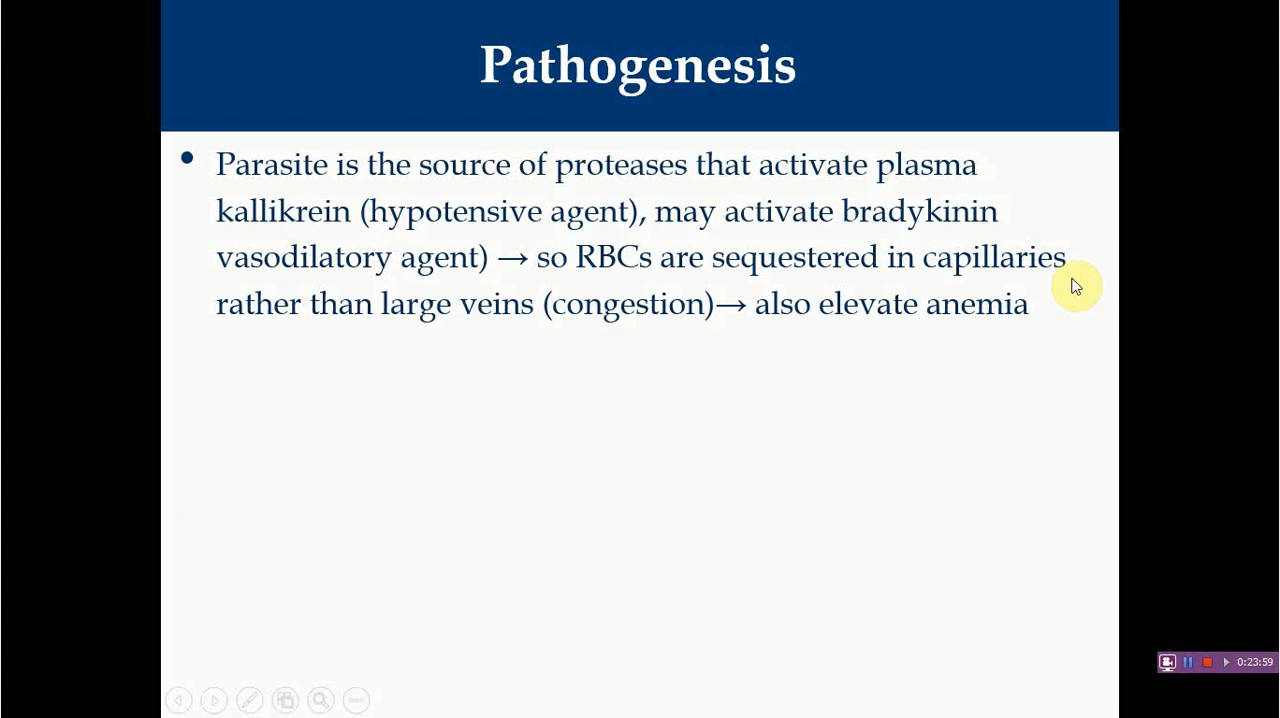 Pathogenesis
• Parasite is the source of proteases that activate plasma
kallikrein (hypotensive agent), may activate bradykinin
vasodilatory agent) → so RBCs are sequestered in capillaries
rather than large veins (congestion)→ also elevate anemia
0:23:59